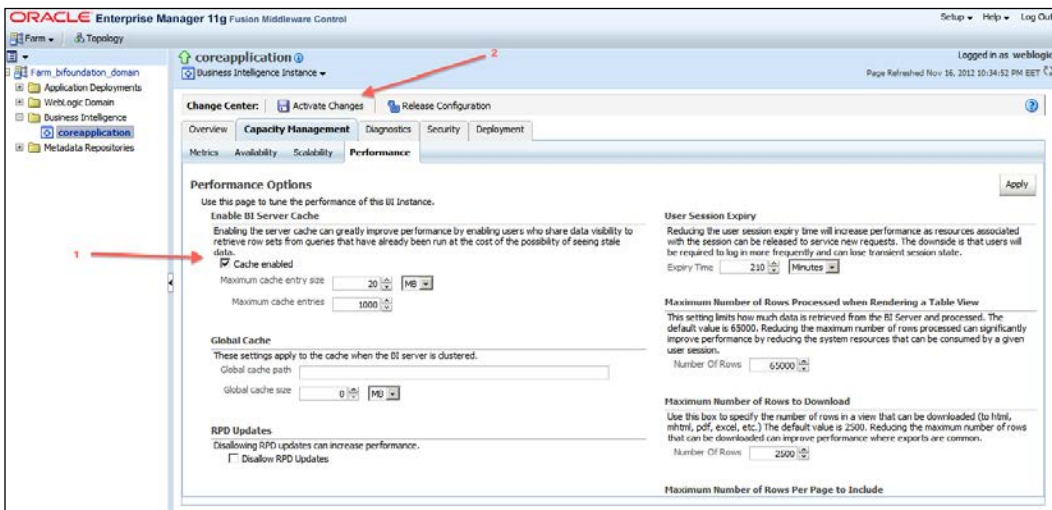 ORACLE Enterprise Manager 11g Fusion Middleware Control
Setup Help Log Out
Farm Topology
Farm_bifoundation_domain
Application Deployments
WebLogic Domain
Business Intelligence
coreapplication
Metadata Repositories
coreapplication
2
Logged in as weblogic
Business Intelligence Instance
Page Refreshed Nov 16, 2012 10:34:52 PM EET
Change Center: Activate Changes Release Configuration
Overview Capacity Management Diagnostics Security Deployment
Metrics Availability Scalability Performance
Performance Options
Apply
Use this page to tune the performance of this BI Instance.
Enable BI Server Cache
Enabling the server cache can greatly improve performance by enabling users who share data visibility to
retrieve row sets from queries that have already been run at the cost of the possibility of seeing stale
data.
1
Cache enabled
Maximum cache entry size 20 MB
Maximum cache entries 1000
Global Cache
These settings apply to the cache when the BI server is clustered.
Global cache path
Global cache size 0 MB
RPD Updates
Disallowing RPD updates can increase performance.
Disallow RPD Updates
User Session Expiry
Reducing the user session expiry time will increase performance as resources associated
with the session can be released to service new requests. The downside is that users will
be required to log in more frequently and can lose transient session state.
Expiry Time 210 Minutes
Maximum Number of Rows Processed when Rendering a Table View
This setting limits how much data is retrieved from the BI Server and processed. The
default value is 65000. Reducing the maximum number of rows processed can significantly
improve performance by reducing the system resources that can be consumed by a given
user session.
Number Of Rows 65000
Maximum Number of Rows to Download
Use this box to specify the number of rows in a view that can be downloaded (to html,
mhtml, pdf, excel, etc.) The default value is 2500. Reducing the maximum number of rows
that can be downloaded can improve performance where exports are common.
Number Of Rows 2500
Maximum Number of Rows Per Page to Include